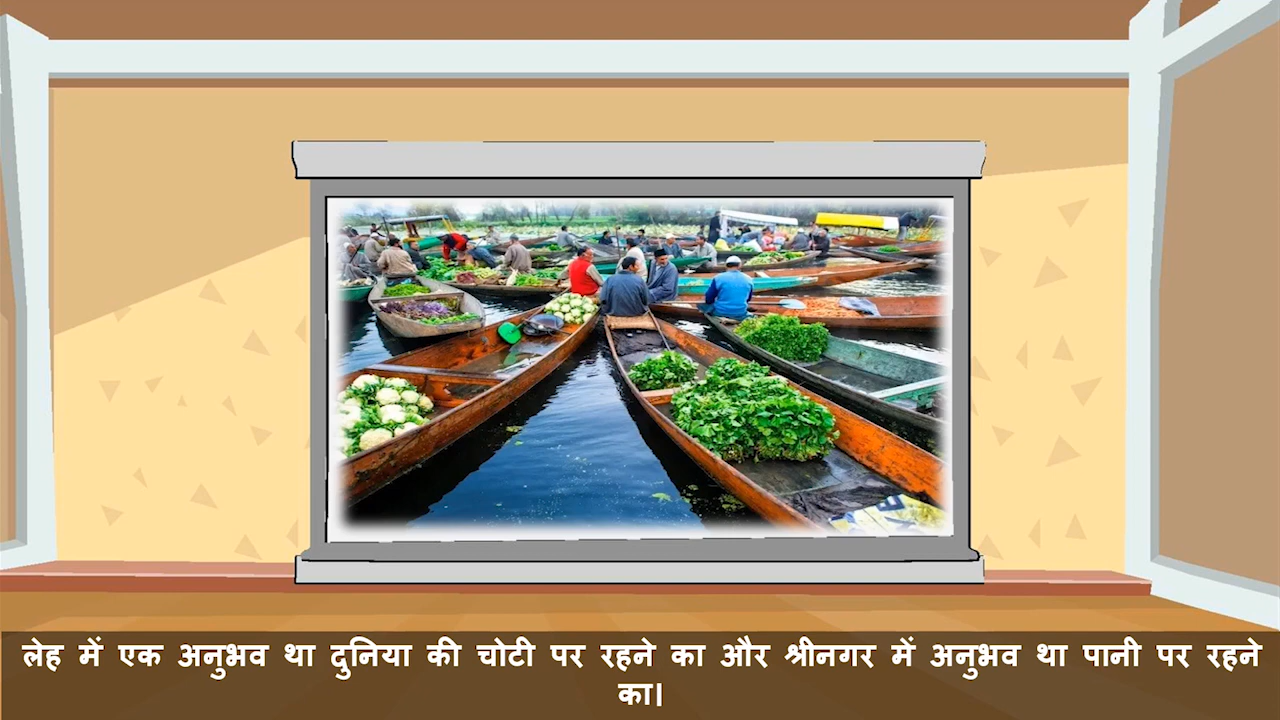 लेह में एक अनुभव था दुनिया की चोटी पर रहने का और श्रीनगर में अनुभव था पानी पर रहने
का।